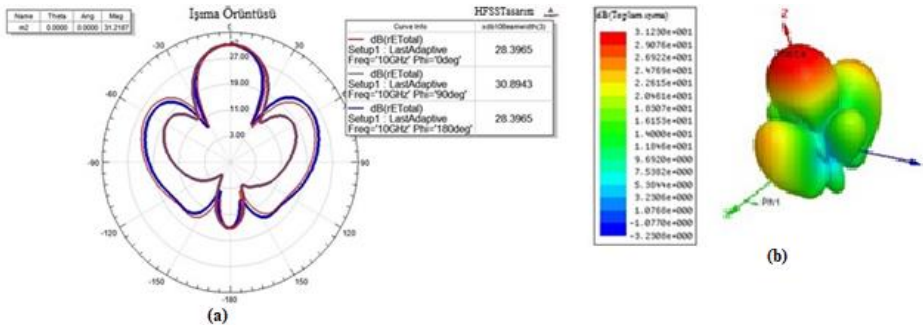 Name Theta Ang Mag
m2 0.0000 0.0000 31.2187
Işıma Örüntüsü
HFSSTasarım
Curve Info xdb10Beamwidth(3)
dB(rETotal)
Setup1 : LastAdaptive
Freq='10GHz' Phi='0deg'
28.3965
dB(rETotal)
Setup1 : LastAdaptive
Freq='10GHz' Phi='90deg'
30.8943
dB(rETotal)
Setup1 : LastAdaptive
Freq='10GHz' Phi='180deg'
28.3965
0
-30
30
-60
60
-90
90
-120
120
-150
150
-180
27.00
19.00
11.00
3.00
(a)
dB(Toplam ışıma)
3.1230e+001
2.9076e+001
2.6922e+001
2.4769e+001
2.2615e+001
2.0461e+001
1.8307e+001
1.6153e+001
1.4000e+001
1.1846e+001
9.6920e+000
7.5382e+000
5.3844e+000
3.2306e+000
1.0768e+000
-1.0770e+000
-3.2308e+000
Z
Theta
Phi
(b)